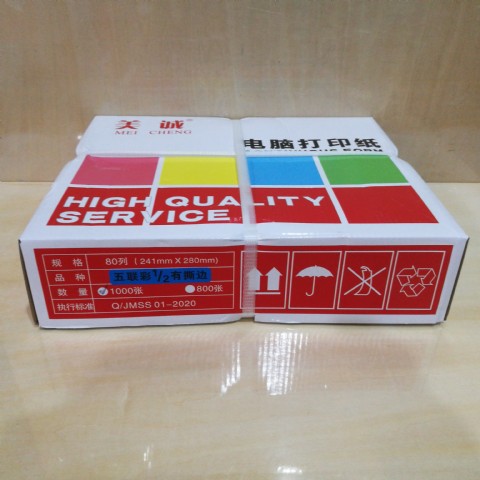 美诚®
MEI CHENG
电脑打印纸
HIGH QUALITY
SERVICE
规格 80列(241mm X 280mm)
品种 五联彩1/2有撕边
数量 1000张 800张
执行标准 Q/JMSS 01-2020